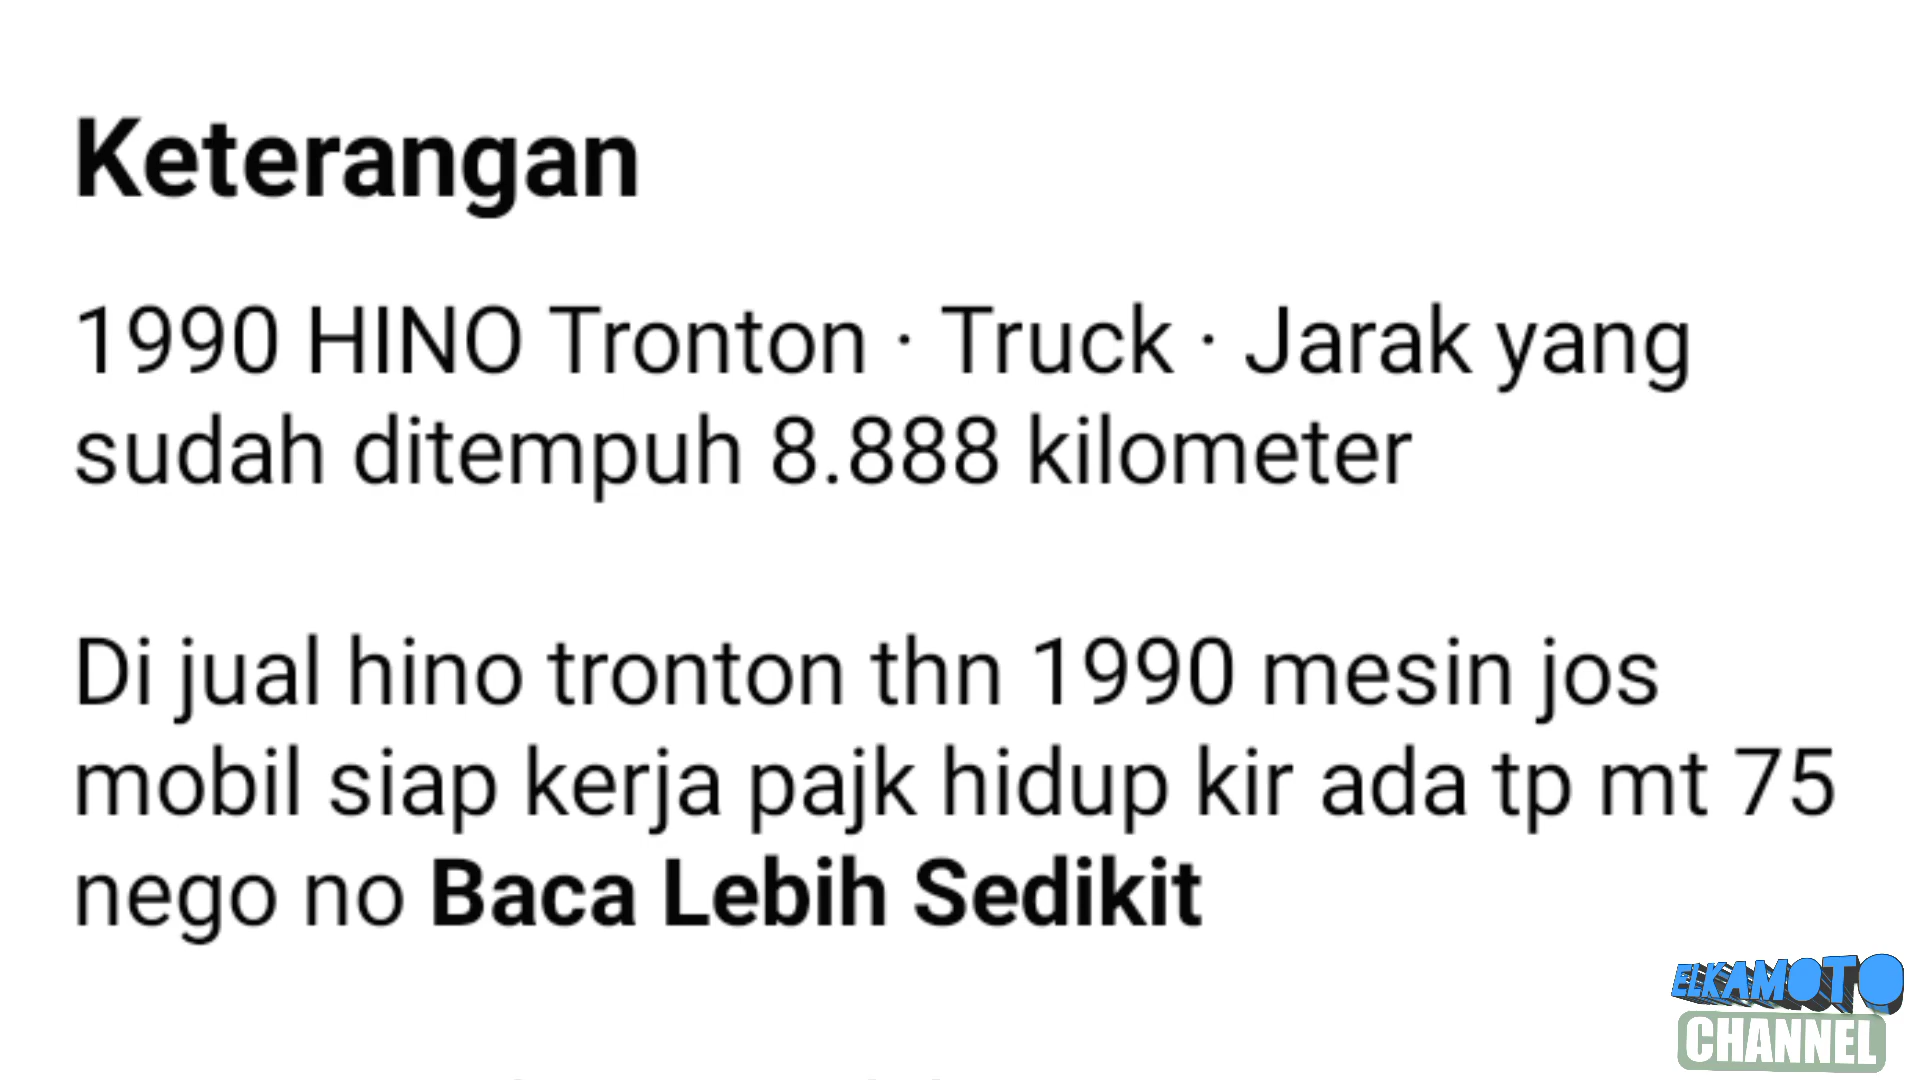 Keterangan
1990 HINO Tronton · Truck · Jarak yang
sudah ditempuh 8.888 kilometer
Di jual hino tronton thn 1990 mesin jos
mobil siap kerja pajk hidup kir ada tp mt 75
nego no Baca Lebih Sedikit
ELKAMOTO
CHANNEL